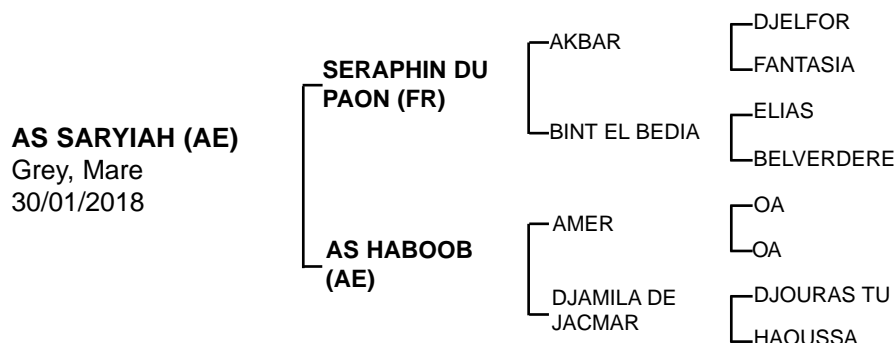 AS SARYIAH (AE)
Grey, Mare
30/01/2018
SERAPHIN DU
PAON (FR)
AS HABOOB
(AE)
AKBAR
BINT EL BEDIA
AMER
DJAMILA DE
JACMAR
DJELFOR
FANTASIA
ELIAS
BELVERDERE
OA
OA
DJOURAS TU
HAOUSSA